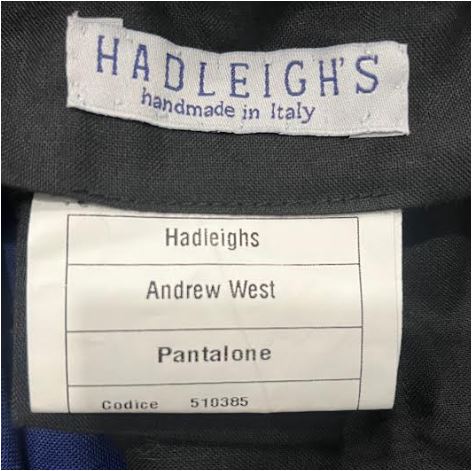 HADLEIGH'S
handmade in Italy
Hadleighs
Andrew West
Pantalone
Codice 510385